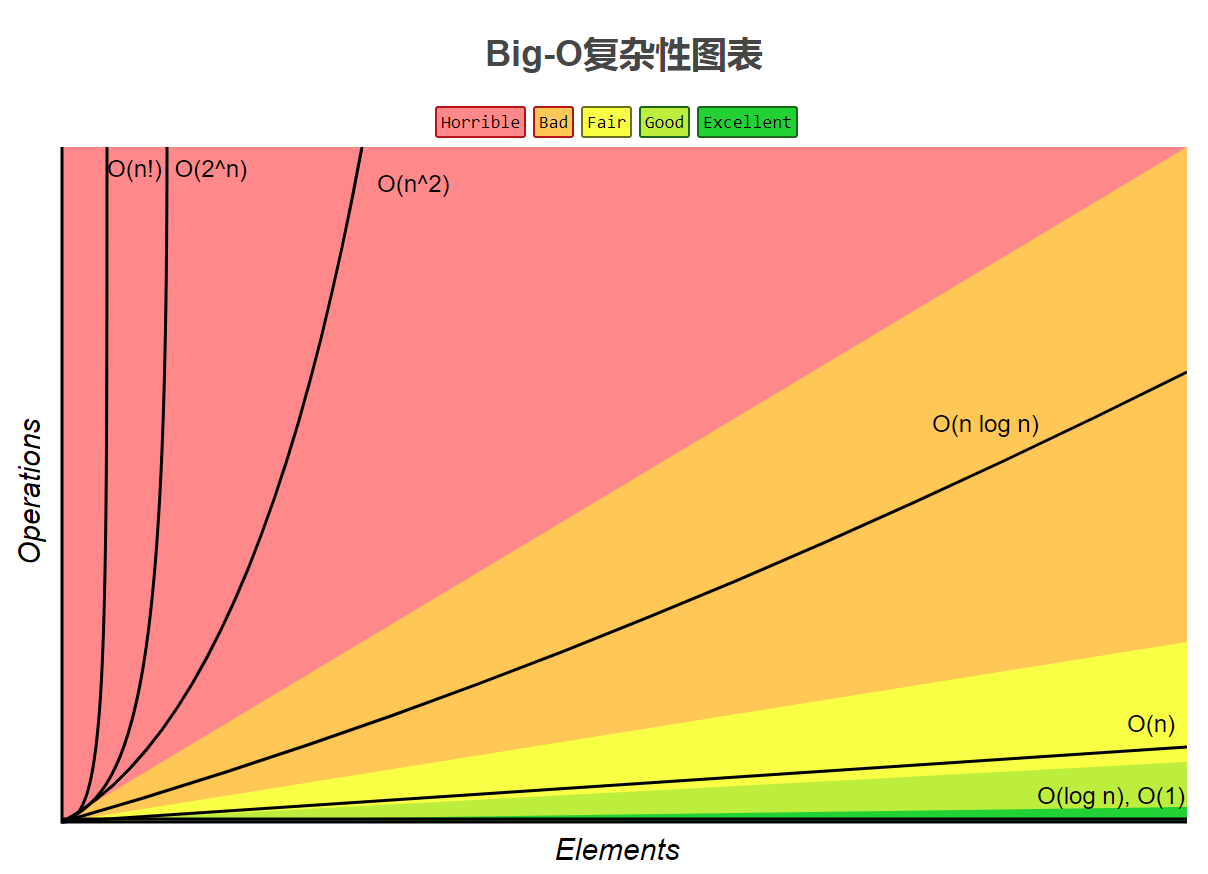 Big-O复杂性图表
Horrible Bad Fair Good Excellent
O(n!) O(2^n)
O(n^2)
O(n log n)
Operations
O(n)
O(log n), O(1)
Elements